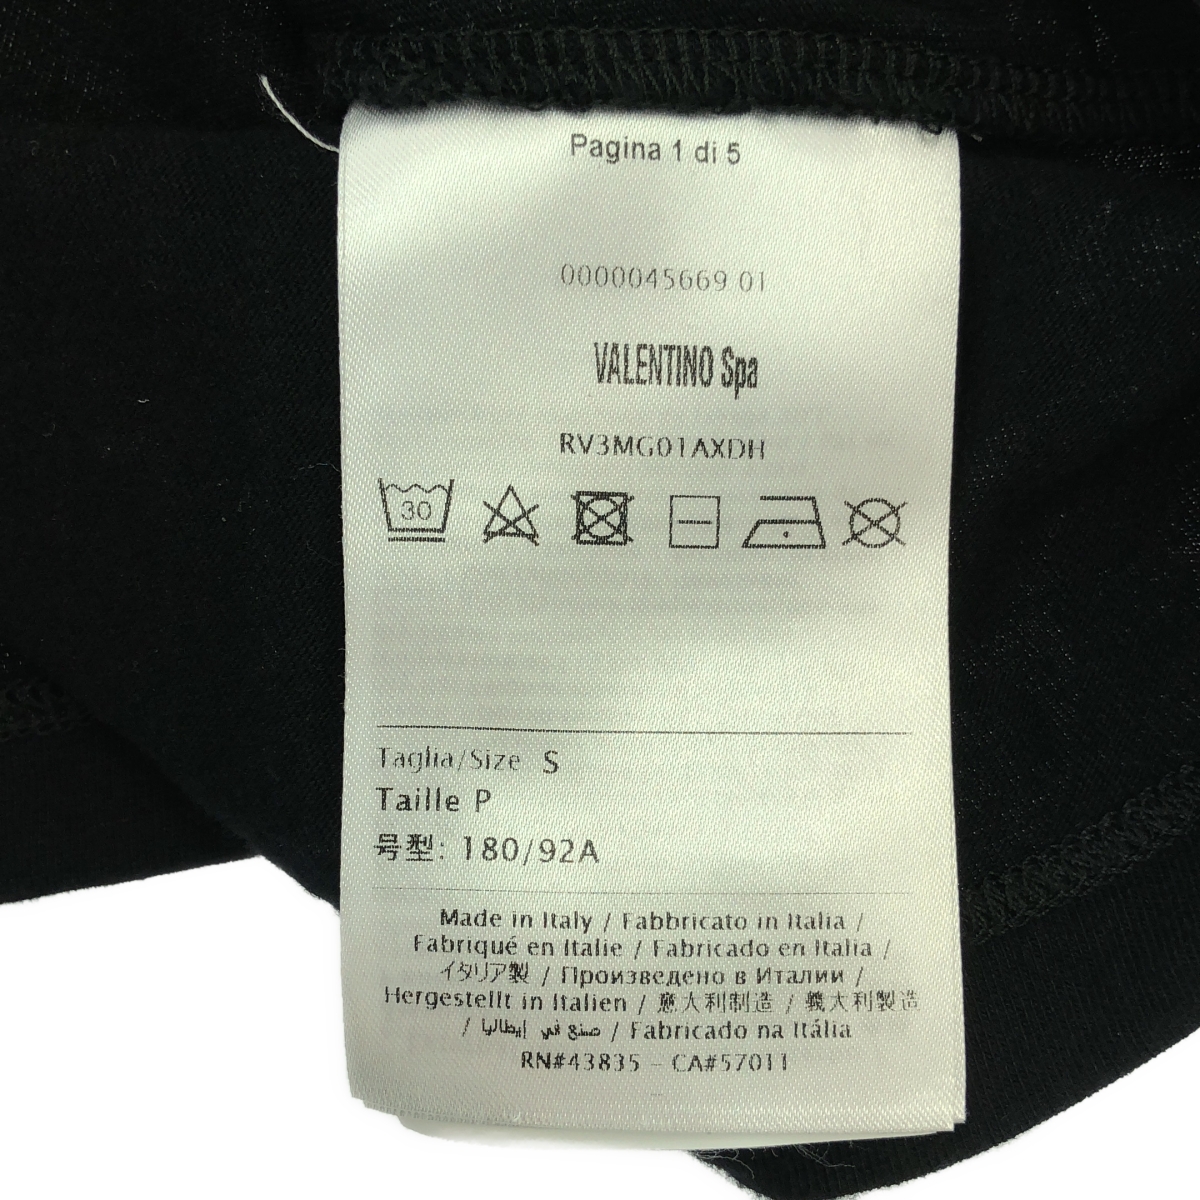 Pagina 1 di 5
0000045669 01
VALENTINO Spa
RV3MG01AXDH
30
Taglia/Size S
Taille P
号型: 180/92A
Made in Italy / Fabbricato in Italia /
Fabriqué en Italie / Fabricado en Italia /
イタリア製 / Произведено в Италии /
Hergestellt in Italien / 意大利制造 / 義大利製造
/ صنع في إيطاليا / Fabricado na Itália
RN#43835 - CA#57011